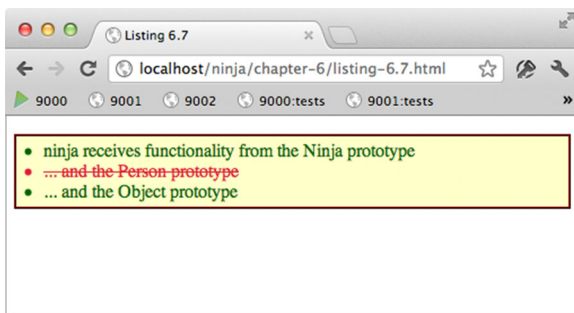 Listing 6.7
localhost/ninja/chapter-6/listing-6.7.html
9000 9001 9002 9000:tests 9001:tests »
ninja receives functionality from the Ninja prototype
... and the Person prototype
... and the Object prototype